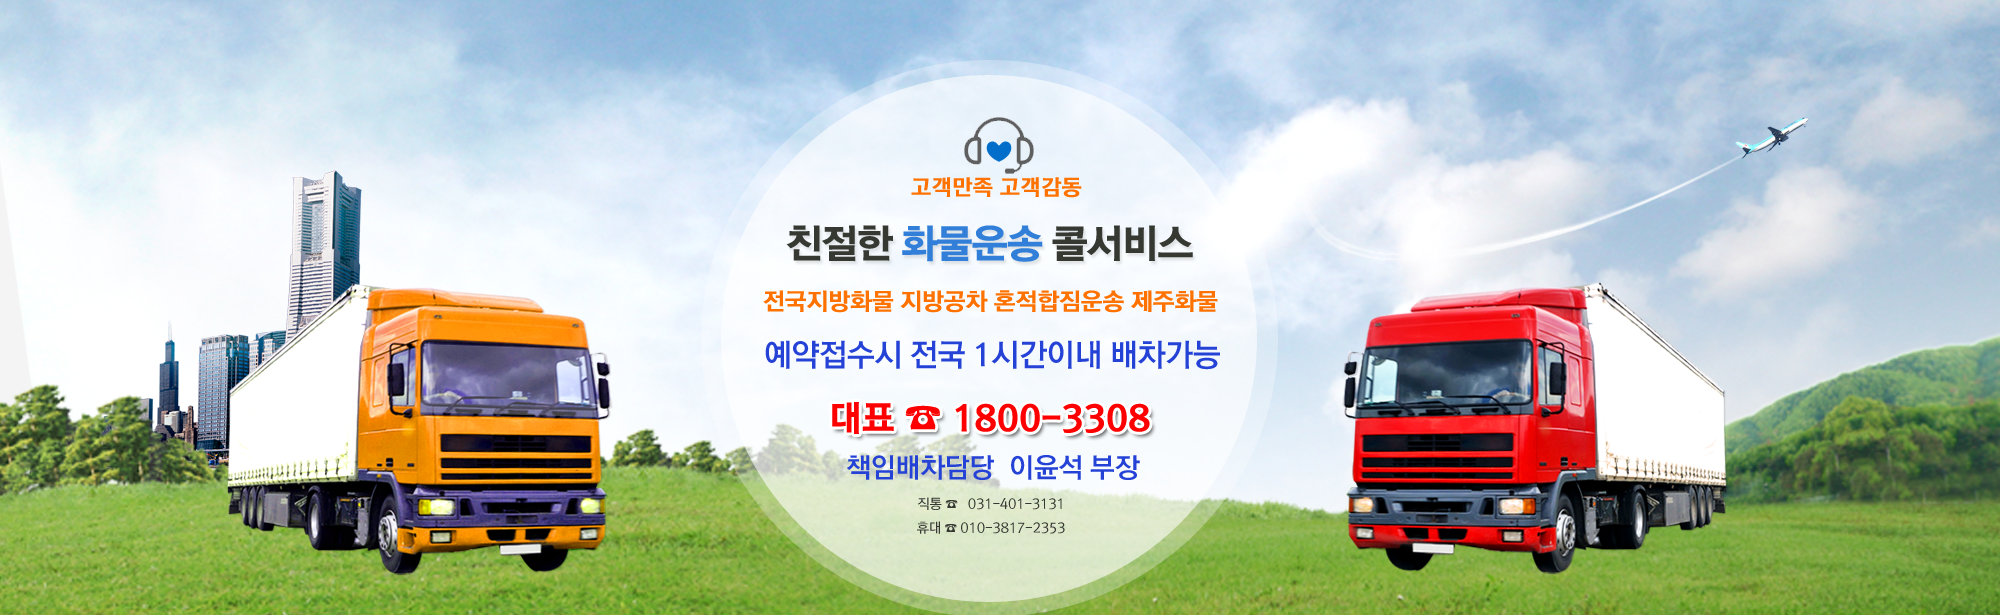 고객만족 고객감동
친절한 화물운송 콜서비스
전국지방화물 지방공차 혼적합짐운송 제주화물
예약접수시 전국 1시간이내 배차가능
대표 ☎ 1800-3308
책임배차담당 이윤석 부장
직통 ☎ 031-401-3131
휴대 ☎ 010-3817-2353